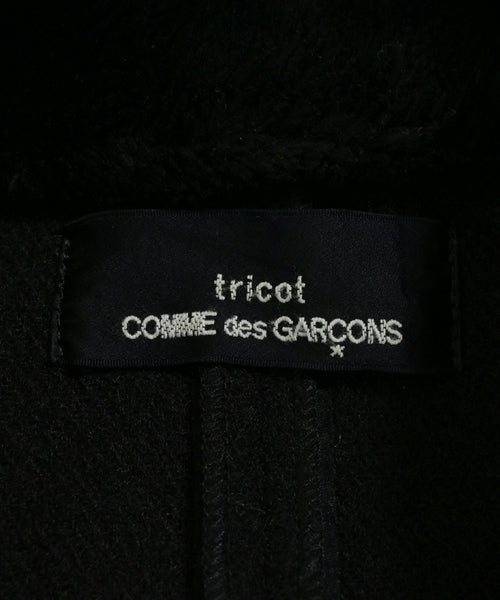 tricot
COMME des GARÇONS
*